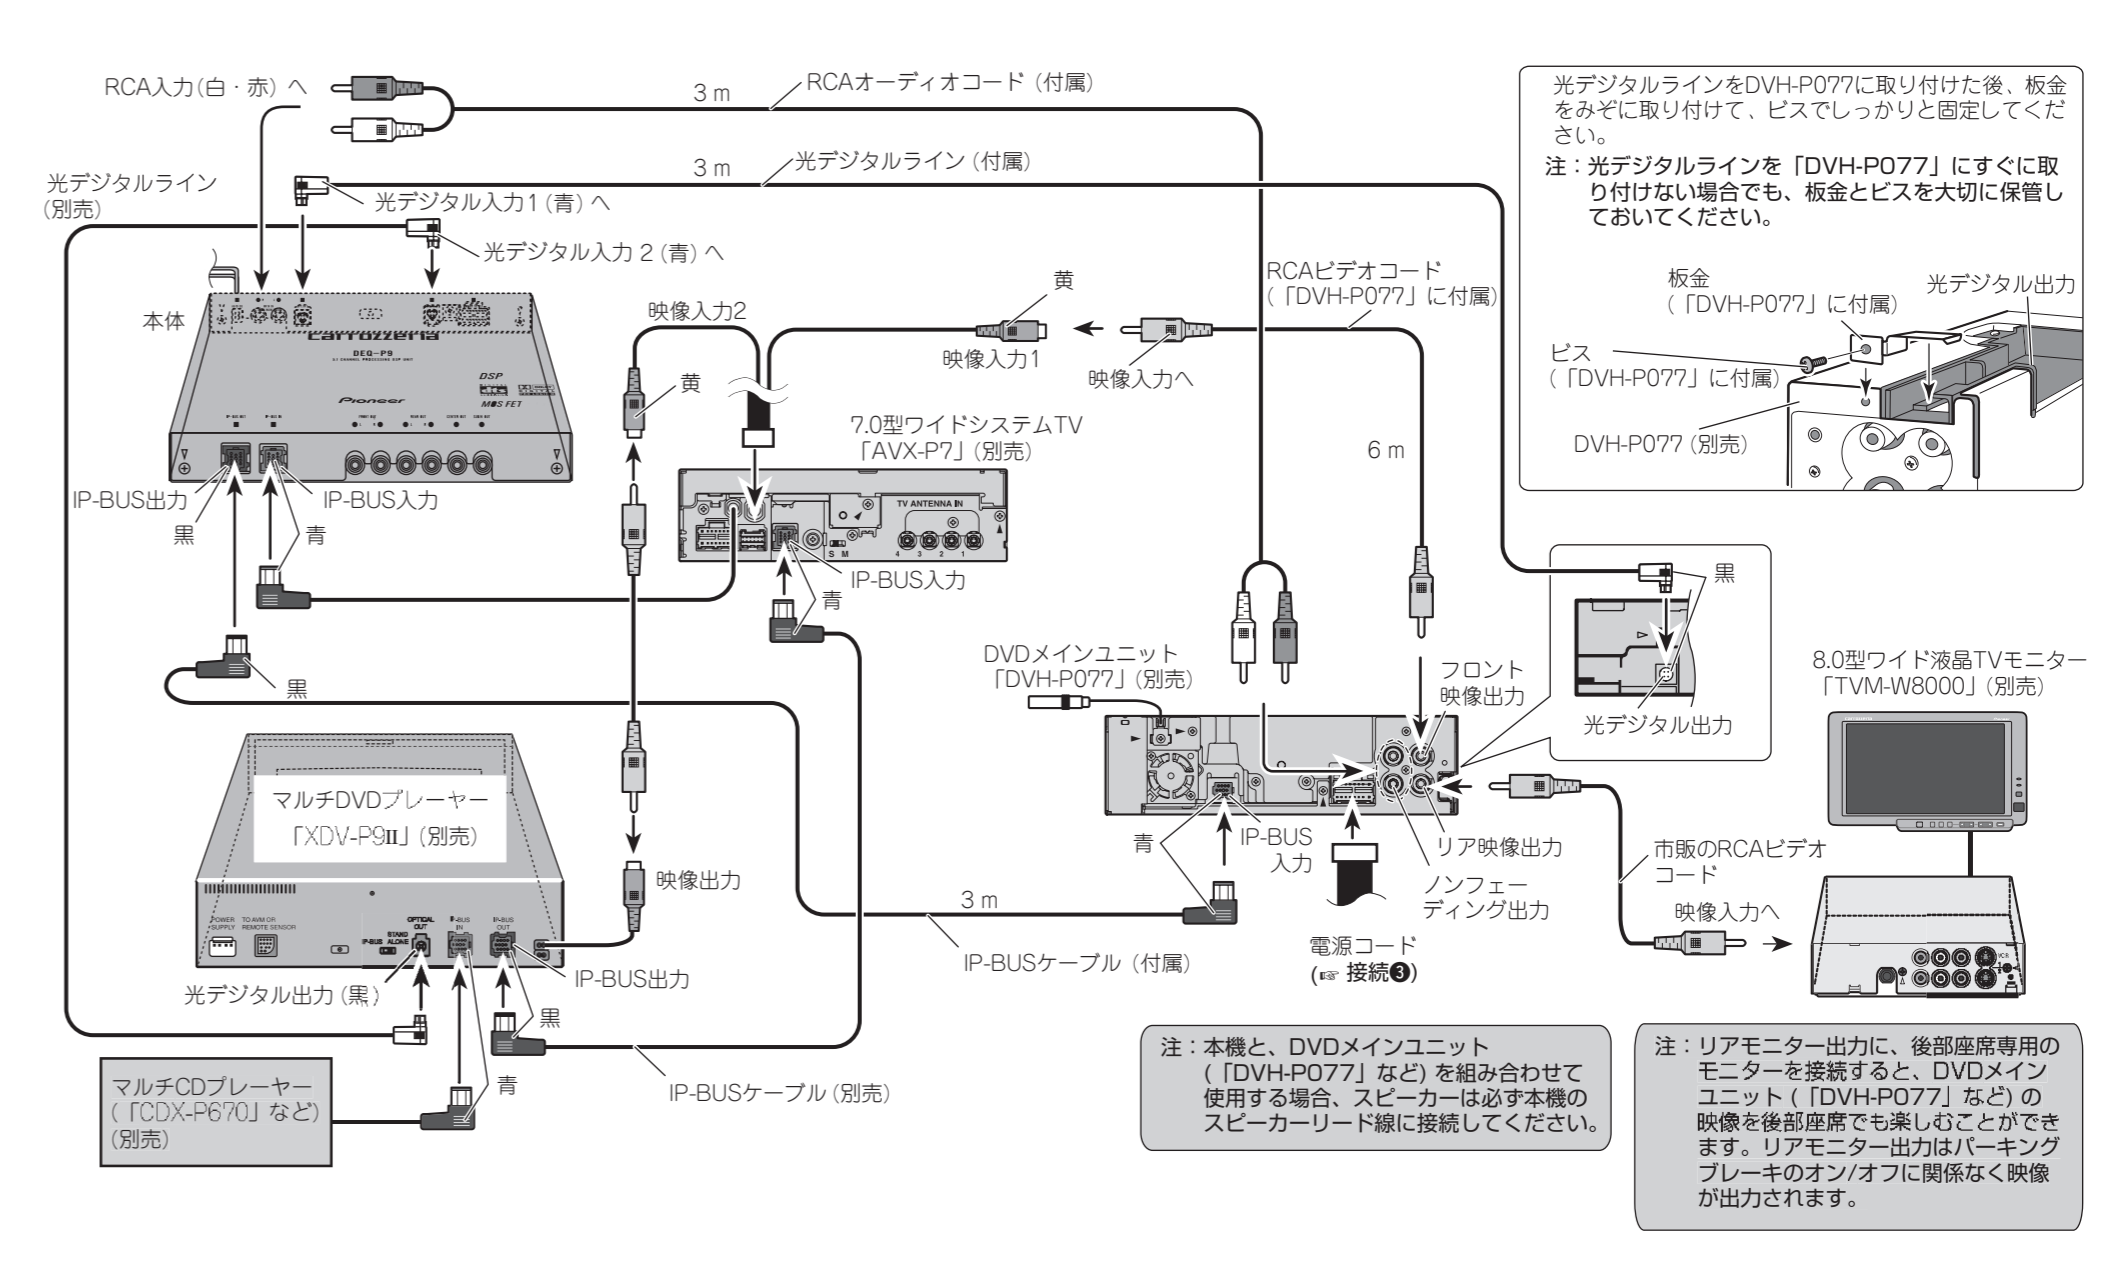 RCA入力(白・赤) へ
3 m
RCAオーディオコード (付属)
光デジタルライン
(別売)
3 m
光デジタルライン (付属)
光デジタル入力1 (青) へ
光デジタル入力 2 (青) へ
本体
carrozzeria
DEQ-P9
5.1 CHANNEL PROCESSING DSP UNIT
DSP
MOS FET
Pioneer
IP-BUS OUT
IP-BUS IN
FRONT OUT
REAR OUT
CENTER OUT
IP-BUS出力
黒
IP-BUS入力
青
黒
映像入力2
黄
黄
映像入力1
映像入力へ
RCAビデオコード
(「DVH-P077」に付属)
6 m
7.0型ワイドシステムTV
「AVX-P7」(別売)
TV ANTENNA IN
4 3 2 1
S M
IP-BUS入力
青
光デジタルラインをDVH-P077に取り付けた後、板金
をみぞに取り付けて、ビスでしっかりと固定してくだ
さい。
注：光デジタルラインを「DVH-P077」にすぐに取
り付けない場合でも、板金とビスを大切に保管し
ておいてください。
板金
(「DVH-P077」に付属)
光デジタル出力
ビス
(「DVH-P077」に付属)
DVH-P077 (別売)
黒
光デジタル出力
DVDメインユニット
「DVH-P077」(別売)
フロント
映像出力
青
IP-BUS
入力
リア映像出力
ノンフェー
ディング出力
電源コード
(☞ 接続❸)
8.0型ワイド液晶TVモニター
「TVM-W8000」(別売)
市販のRCAビデオ
コード
映像入力へ
VCR
マルチDVDプレーヤー
「XDV-P9II」(別売)
POWER
SUPPLY
TO AVM OR
REMOTE SENSOR
IP-BUS
STAND
ALONE
OPTICAL
OUT
IP-BUS
IN
IP-BUS
OUT
映像出力
IP-BUS出力
光デジタル出力 (黒)
黒
青
3 m
IP-BUSケーブル (付属)
IP-BUSケーブル (別売)
マルチCDプレーヤー
(「CDX-P670」など)
(別売)
注：本機と、DVDメインユニット
(「DVH-P077」など) を組み合わせて
使用する場合、スピーカーは必ず本機の
スピーカーリード線に接続してください。
注：リアモニター出力に、後部座席専用の
モニターを接続すると、DVDメイン
ユニット (「DVH-P077」など) の
映像を後部座席でも楽しむことができ
ます。リアモニター出力はパーキング
ブレーキのオン/オフに関係なく映像
が出力されます。